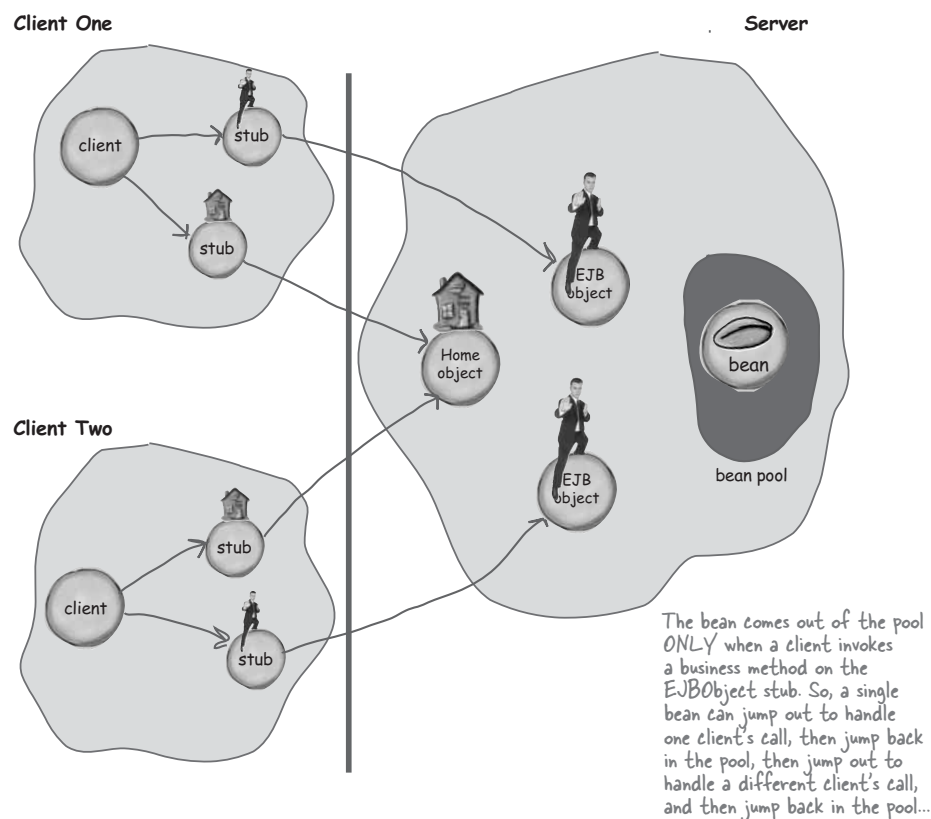 Client One
Server
client
stub
stub
EJB
object
Home
object
bean
bean pool
Client Two
EJB
object
stub
client
stub
The bean comes out of the pool
ONLY when a client invokes
a business method on the
EJBObject stub. So, a single
bean can jump out to handle
one client's call, then jump back
in the pool, then jump out to
handle a different client's call,
and then jump back in the pool...